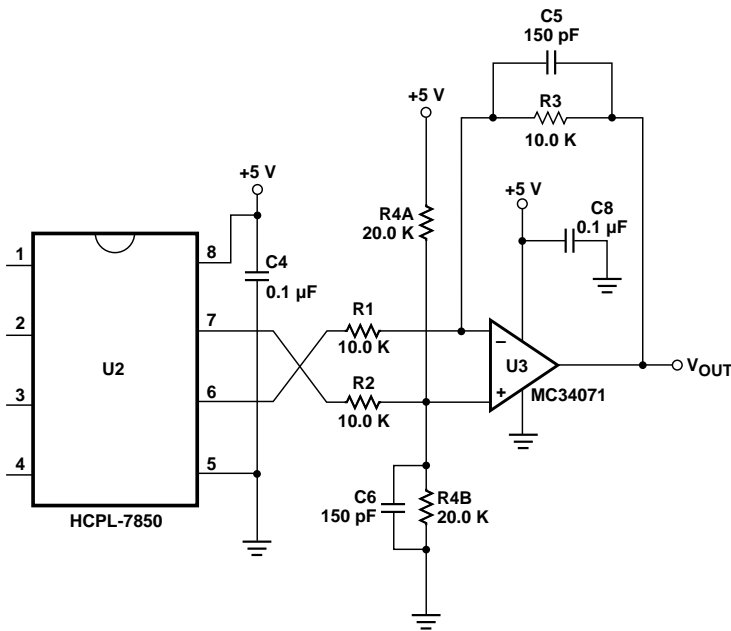 C5
150 pF
+5 V
R3
10.0 K
+5 V
+5 V
C8
0.1 µF
R4A
20.0 K
1
8
C4
0.1 µF
2
7
R1
10.0 K
U2
–
U3
VOUT
R2
10.0 K
+
MC34071
3
6
4
5
C6
150 pF
R4B
20.0 K
HCPL-7850